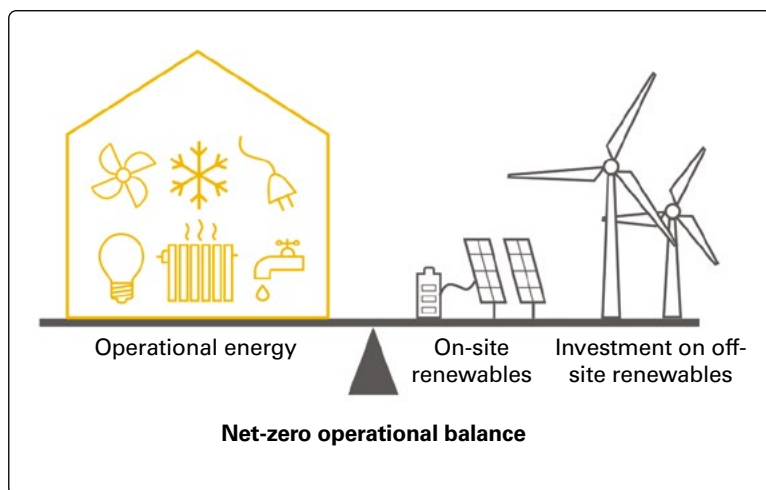 Operational energy
On-site
renewables
Investment on off-
site renewables
Net-zero operational balance